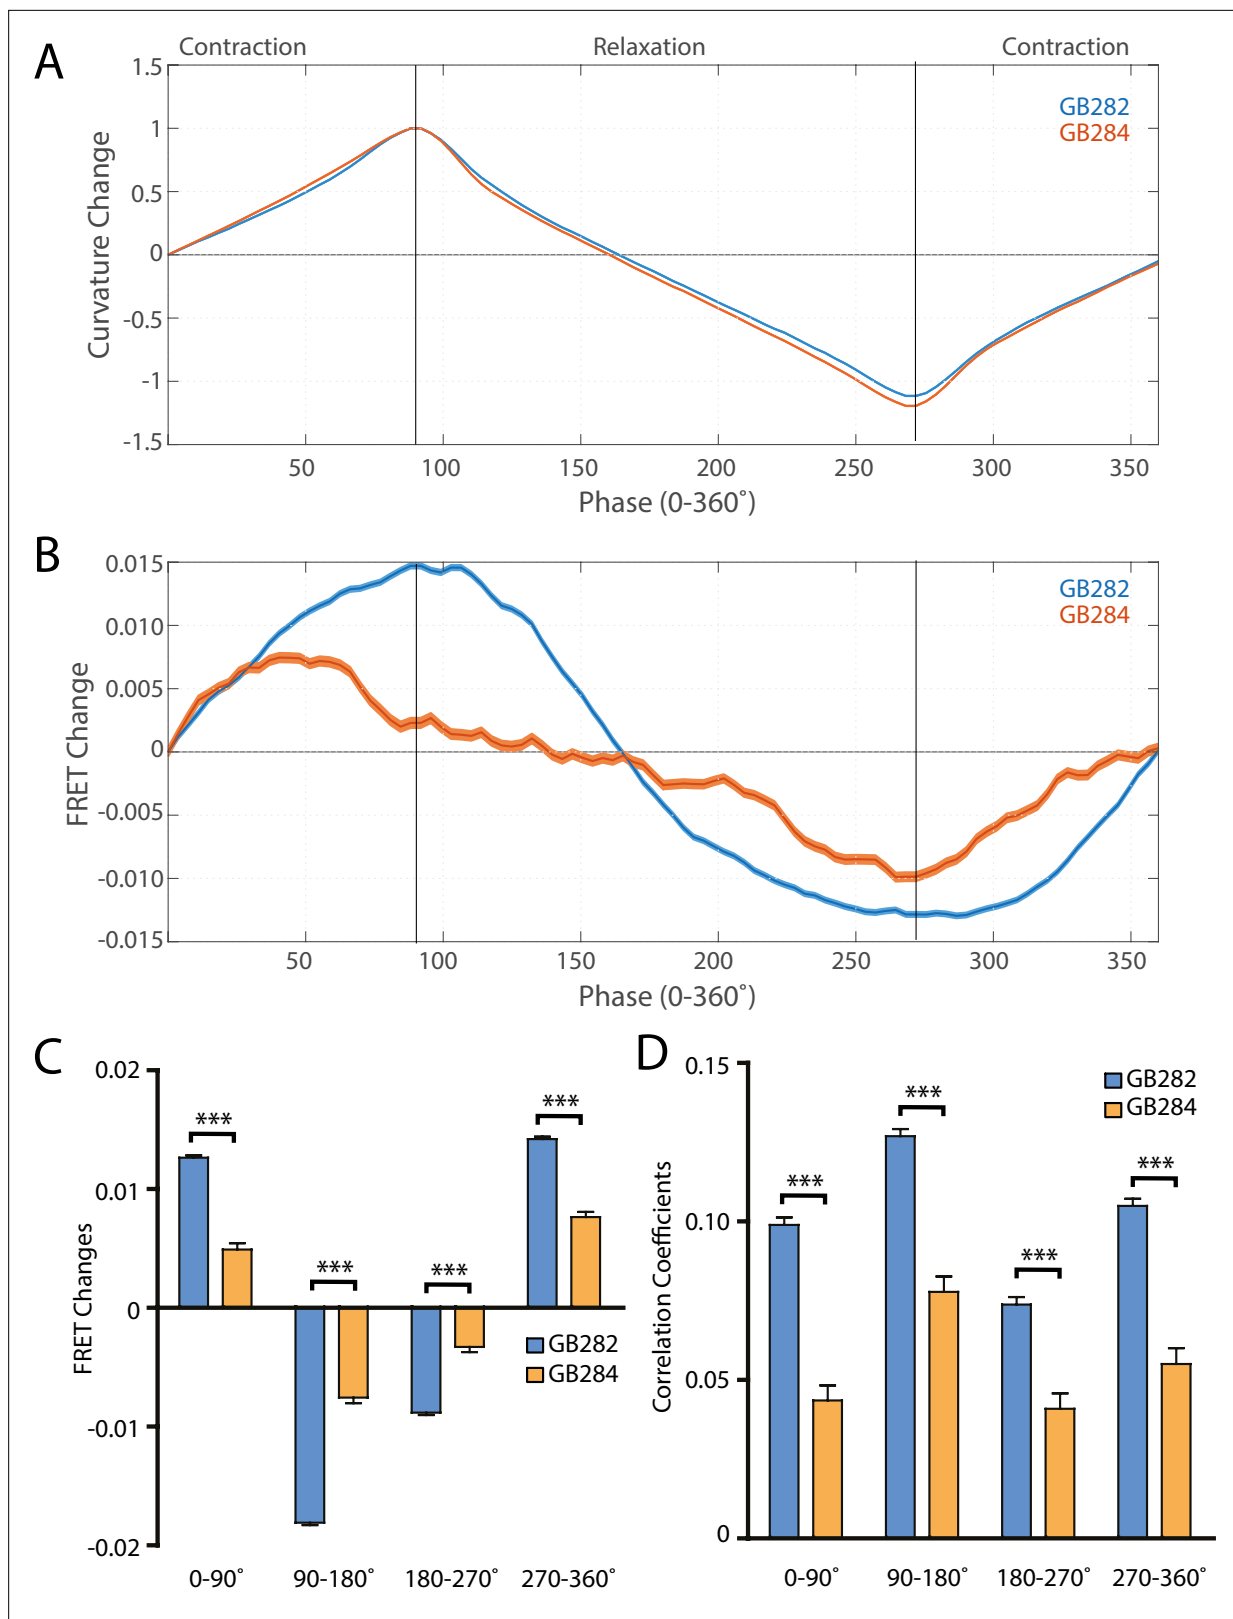 A
Contraction Relaxation Contraction
1.5
1
0.5
0
-0.5
-1
-1.5
Curvature Change
GB282
GB284
50 100 150 200 250 300 350
Phase (0-360˚)
B
0.015
0.010
0.005
0
-0.005
-0.010
-0.015
FRET Change
GB282
GB284
50 100 150 200 250 300 350
Phase (0-360˚)
C
0.02
0.01
0
-0.01
-0.02
FRET Changes
*** *** *** ***
GB282
GB284
0-90˚ 90-180˚ 180-270˚ 270-360˚
D
0.15
0.10
0.05
0
Correlation Coefficients
*** *** *** ***
GB282
GB284
0-90˚ 90-180˚ 180-270˚ 270-360˚